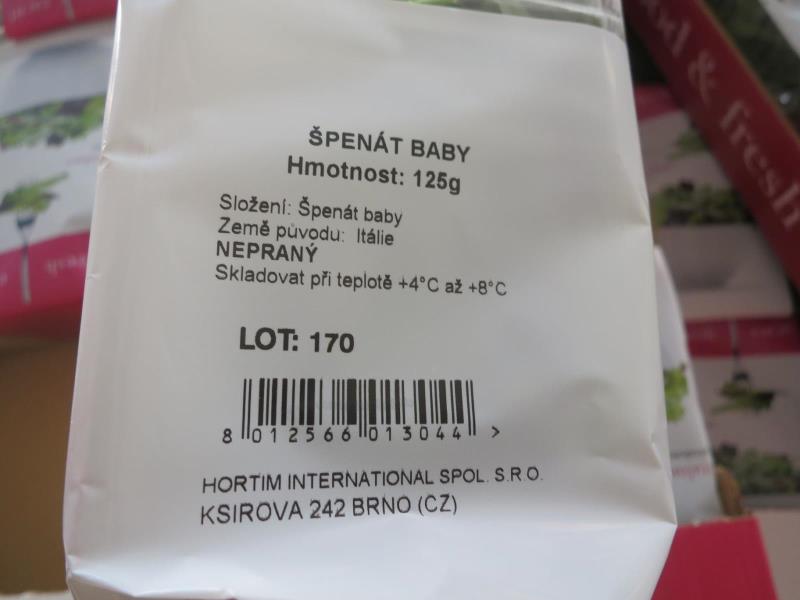 ŠPENÁT BABY
Hmotnost: 125g
Složení: Špenát baby
Země původu: Itálie
NEPRANÝ
Skladovat při teplotě +4°C až +8°C
LOT: 170
8 012566 013044 >
HORTIM INTERNATIONAL SPOL. S.R.O.
KSIROVA 242 BRNO (CZ)
od & fresh